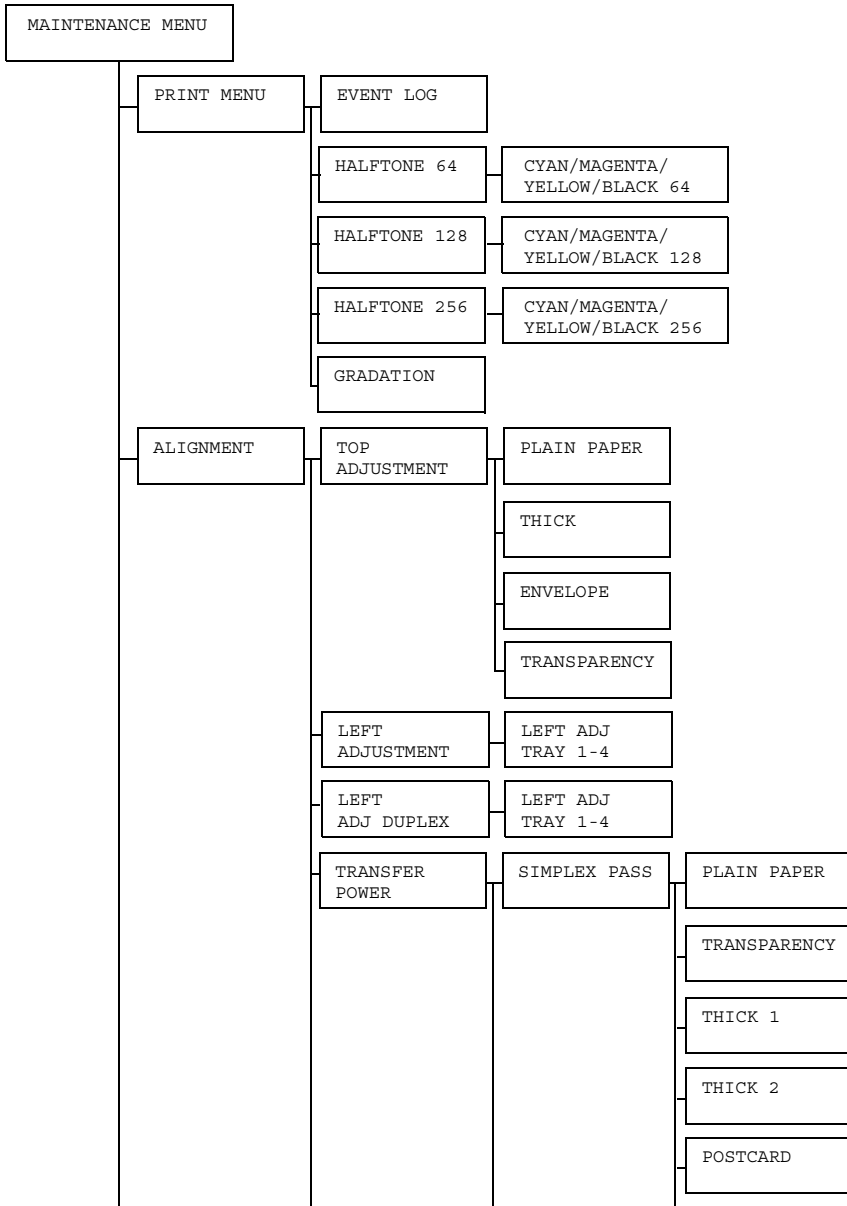 MAINTENANCE MENU
PRINT MENU
EVENT LOG
HALFTONE 64
CYAN/MAGENTA/
YELLOW/BLACK 64
HALFTONE 128
CYAN/MAGENTA/
YELLOW/BLACK 128
HALFTONE 256
CYAN/MAGENTA/
YELLOW/BLACK 256
GRADATION
ALIGNMENT
TOP
ADJUSTMENT
PLAIN PAPER
THICK
ENVELOPE
TRANSPARENCY
LEFT
ADJUSTMENT
LEFT ADJ
TRAY 1-4
LEFT
ADJ DUPLEX
LEFT ADJ
TRAY 1-4
TRANSFER
POWER
SIMPLEX PASS
PLAIN PAPER
TRANSPARENCY
THICK 1
THICK 2
POSTCARD